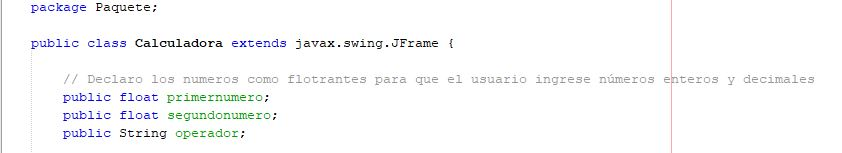 package Paquete;
public class Calculadora extends javax.swing.JFrame {
// Declaro los numeros como flotrantes para que el usuario ingrese números enteros y decimales
public float primernumero;
public float segundonumero;
public String operador;